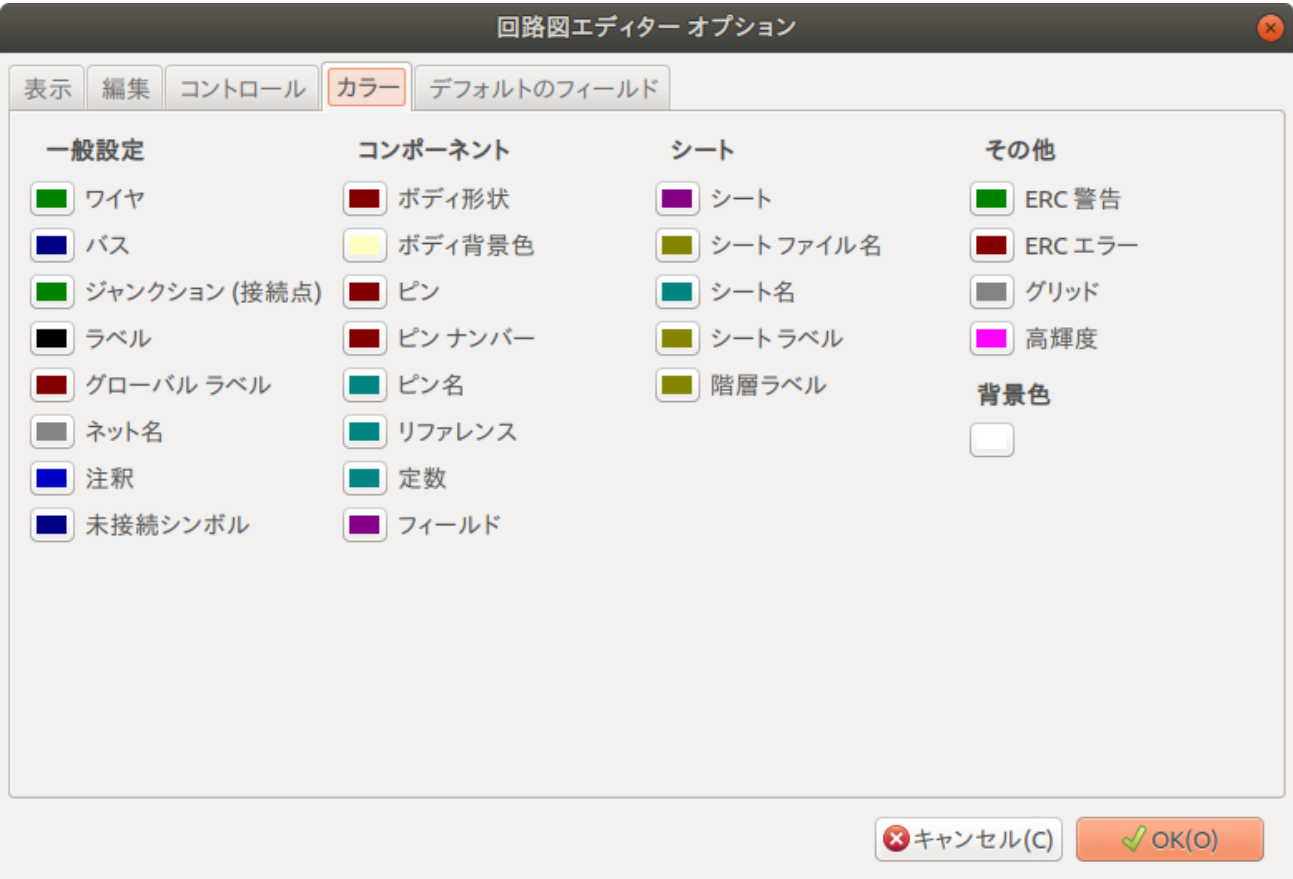 回路図エディター オプション
表示 編集 コントロール カラー デフォルトのフィールド
一般設定
ワイヤ
バス
ジャンクション (接続点)
ラベル
グローバル ラベル
ネット名
注釈
未接続シンボル
コンポーネント
ボディ形状
ボディ背景色
ピン
ピン ナンバー
ピン名
リファレンス
定数
フィールド
シート
シート
シート ファイル名
シート名
シート ラベル
階層ラベル
その他
ERC 警告
ERC エラー
グリッド
高輝度
背景色
キャンセル(C) OK(O)